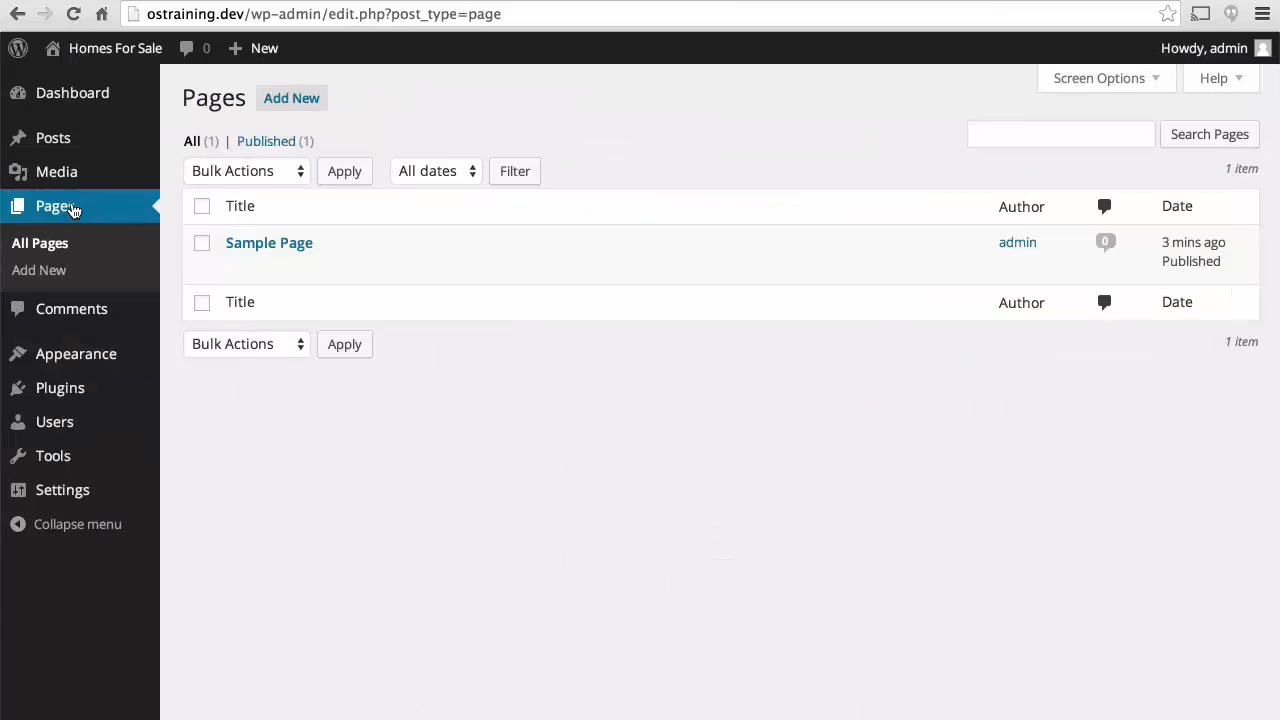 ostraining.dev/wp-admin/edit.php?post_type=page
Homes For Sale 0 New Howdy, admin
Screen Options Help
Dashboard
Posts
Media
Pages
All Pages
Add New
Comments
Appearance
Plugins
Users
Tools
Settings
Collapse menu
Pages Add New
All (1) | Published (1)
Search Pages
Bulk Actions Apply All dates Filter 1 item
Title Author Date
Sample Page admin 0 3 mins ago
Published
Title Author Date
Bulk Actions Apply 1 item